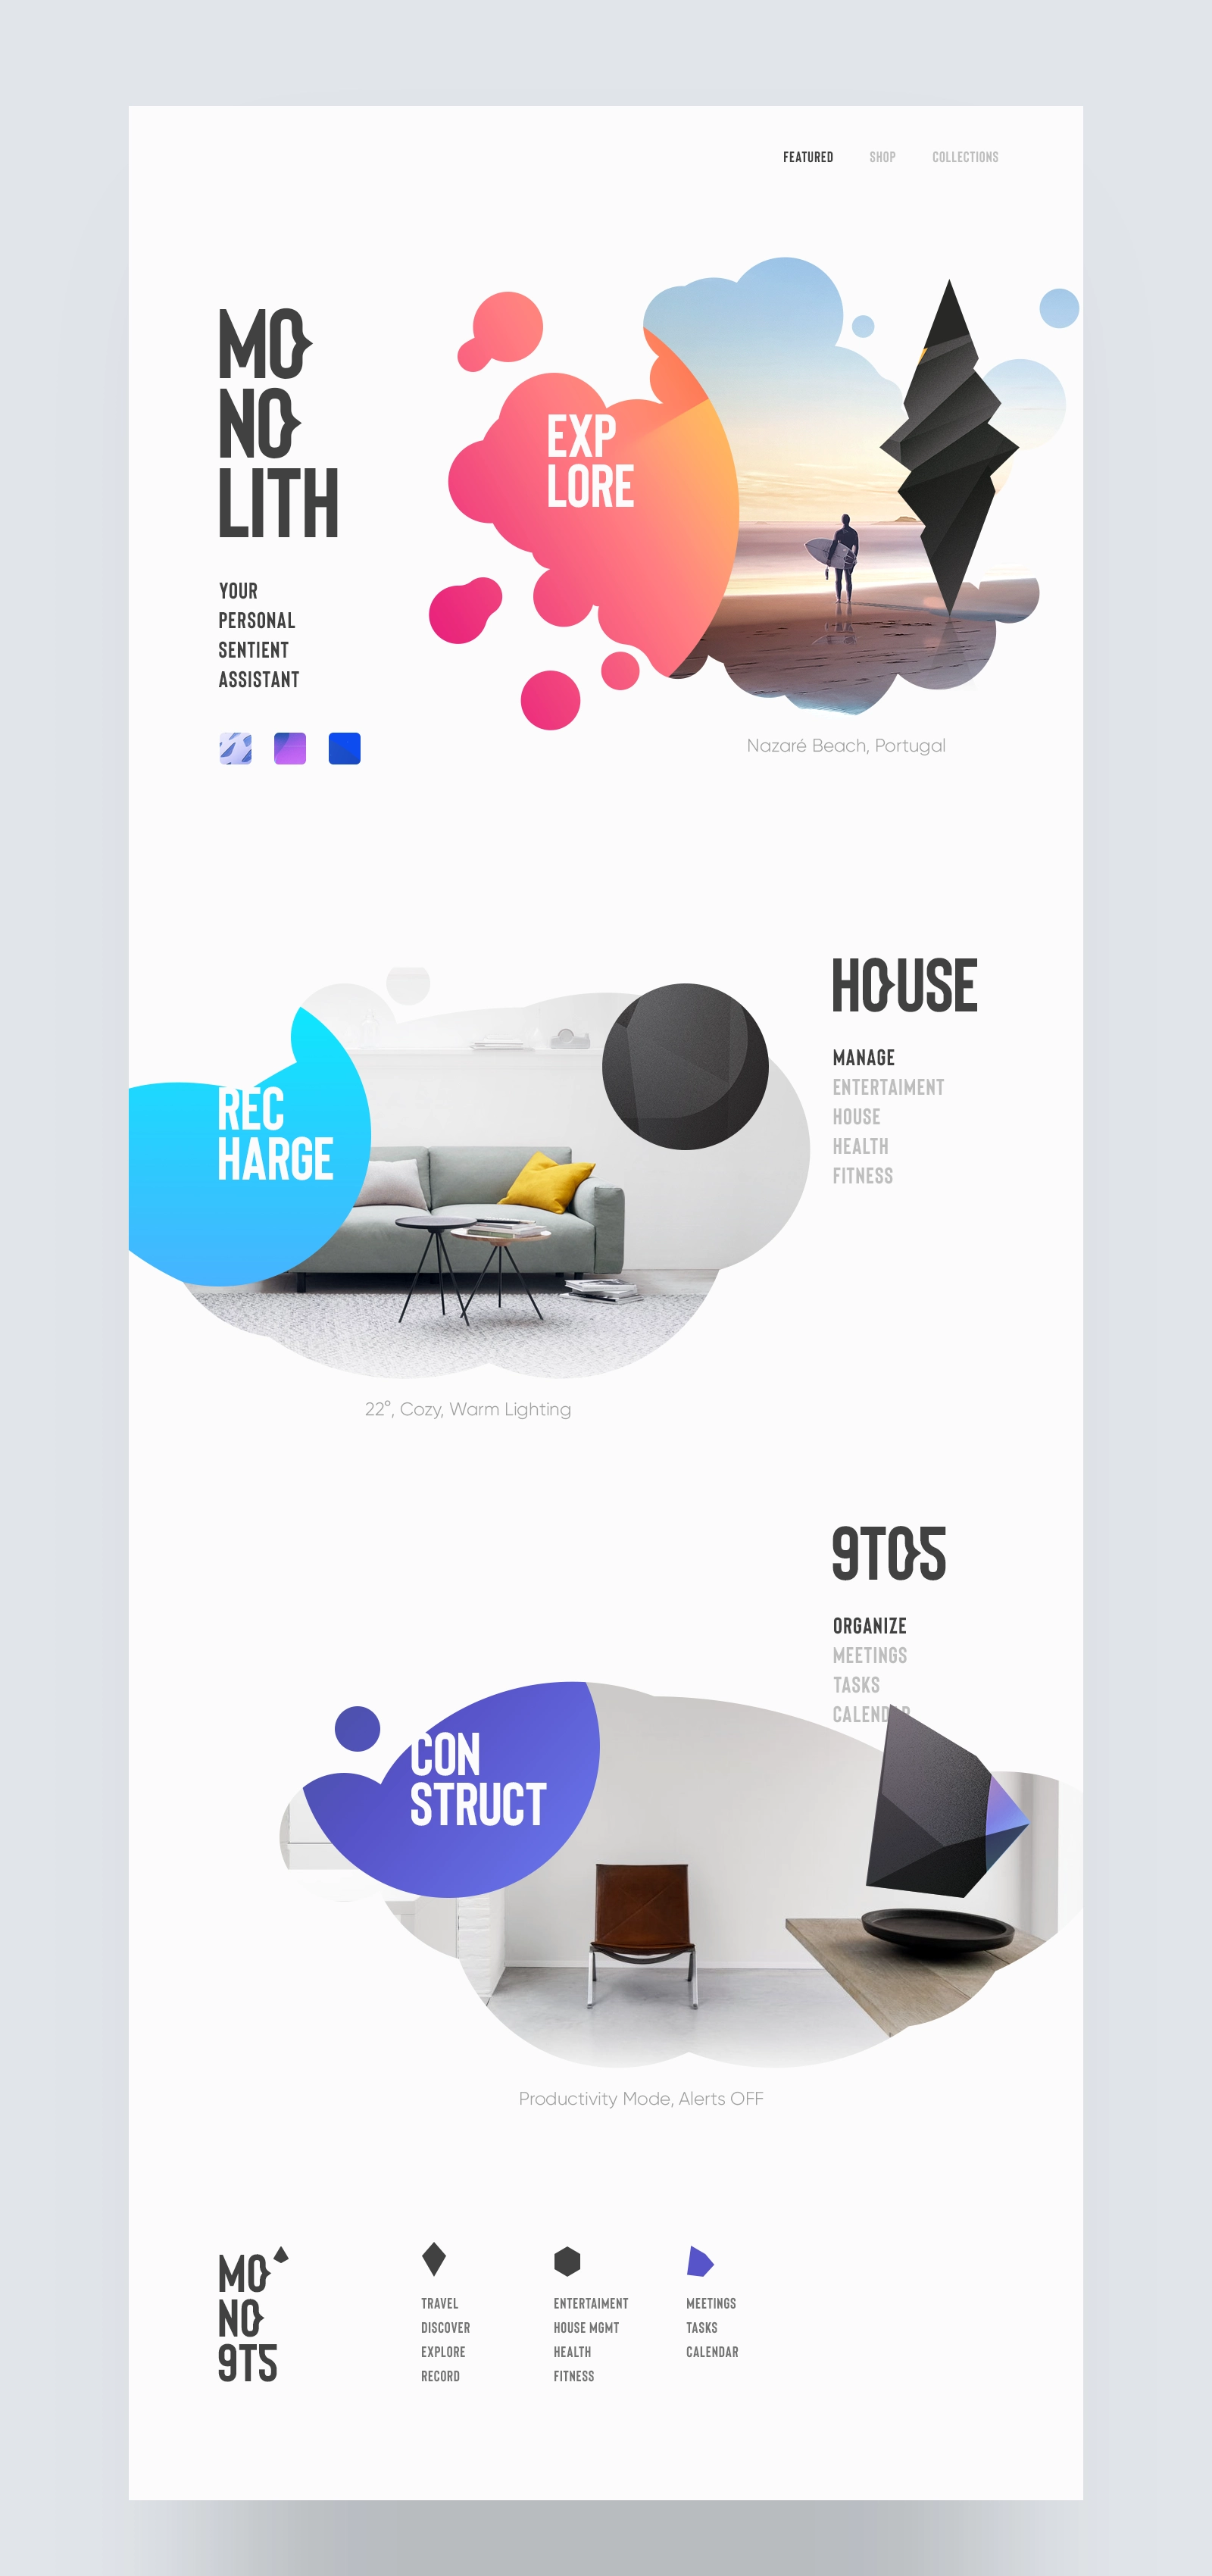 FEATURED SHOP COLLECTIONS
MO
NO
LITH
YOUR
PERSONAL
SENTIENT
ASSISTANT
EXP
LORE
Nazaré Beach, Portugal
HOUSE
MANAGE
ENTERTAIMENT
HOUSE
HEALTH
FITNESS
REC
HARGE
22°, Cozy, Warm Lighting
9TO5
ORGANIZE
MEETINGS
TASKS
CALENDAR
CON
STRUCT
Productivity Mode, Alerts OFF
MO
NO
9T5
TRAVEL
DISCOVER
EXPLORE
RECORD
ENTERTAIMENT
HOUSE MGMT
HEALTH
FITNESS
MEETINGS
TASKS
CALENDAR